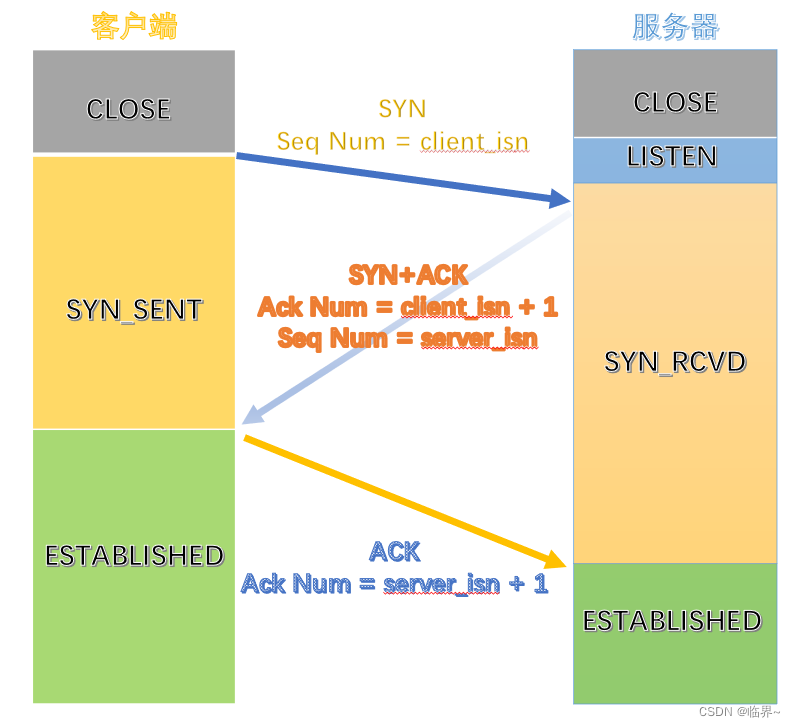 客户端
服务器
CLOSE
CLOSE
SYN
Seq Num = client_isn
LISTEN
SYN+ACK
Ack Num = client_isn + 1
Seq Num = server_isn
SYN_SENT
SYN_RCVD
ESTABLISHED
ACK
Ack Num = server_isn + 1
ESTABLISHED
CSDN @临界~